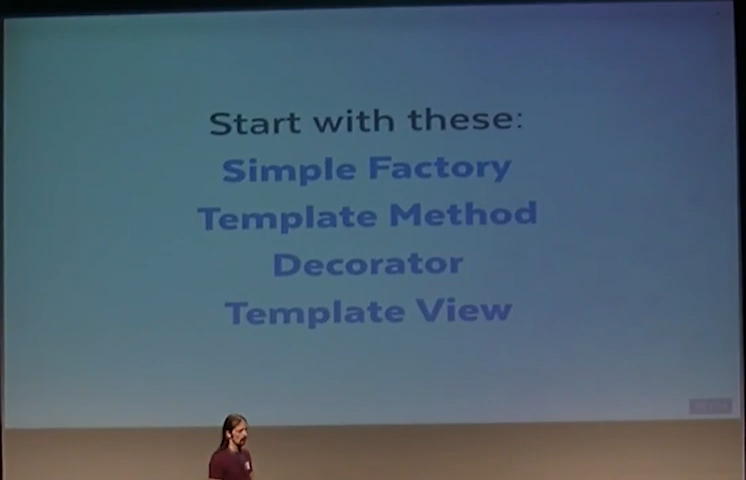 Start with these:
Simple Factory
Template Method
Decorator
Template View